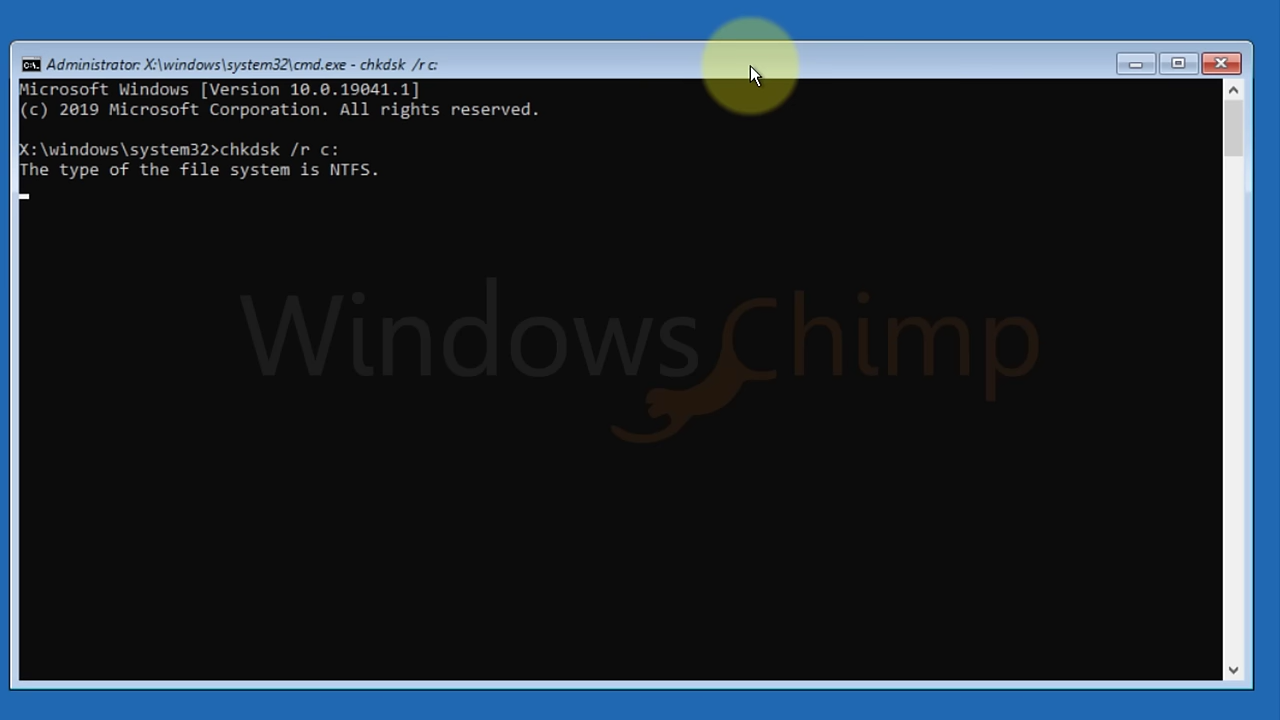 Administrator: X:\windows\system32\cmd.exe - chkdsk  /r c:
Microsoft Windows [Version 10.0.19041.1]
(c) 2019 Microsoft Corporation. All rights reserved.
X:\windows\system32>chkdsk /r c:
The type of the file system is NTFS.
WindowsChimp